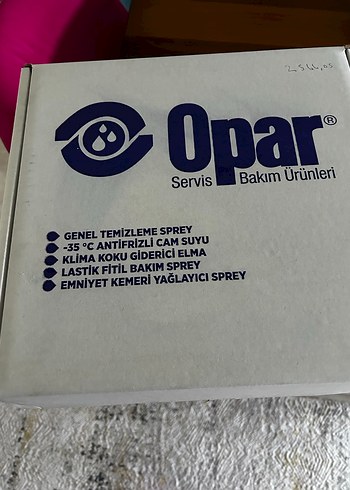 Opar®
Servis Bakım Ürünleri
GENEL TEMİZLEME SPREY
-35 °C ANTİFRİZLİ CAM SUYU
KLİMA KOKU GİDERİCİ ELMA
LASTİK FİTİL BAKIM SPREY
EMNİYET KEMERİ YAĞLAYICI SPREY